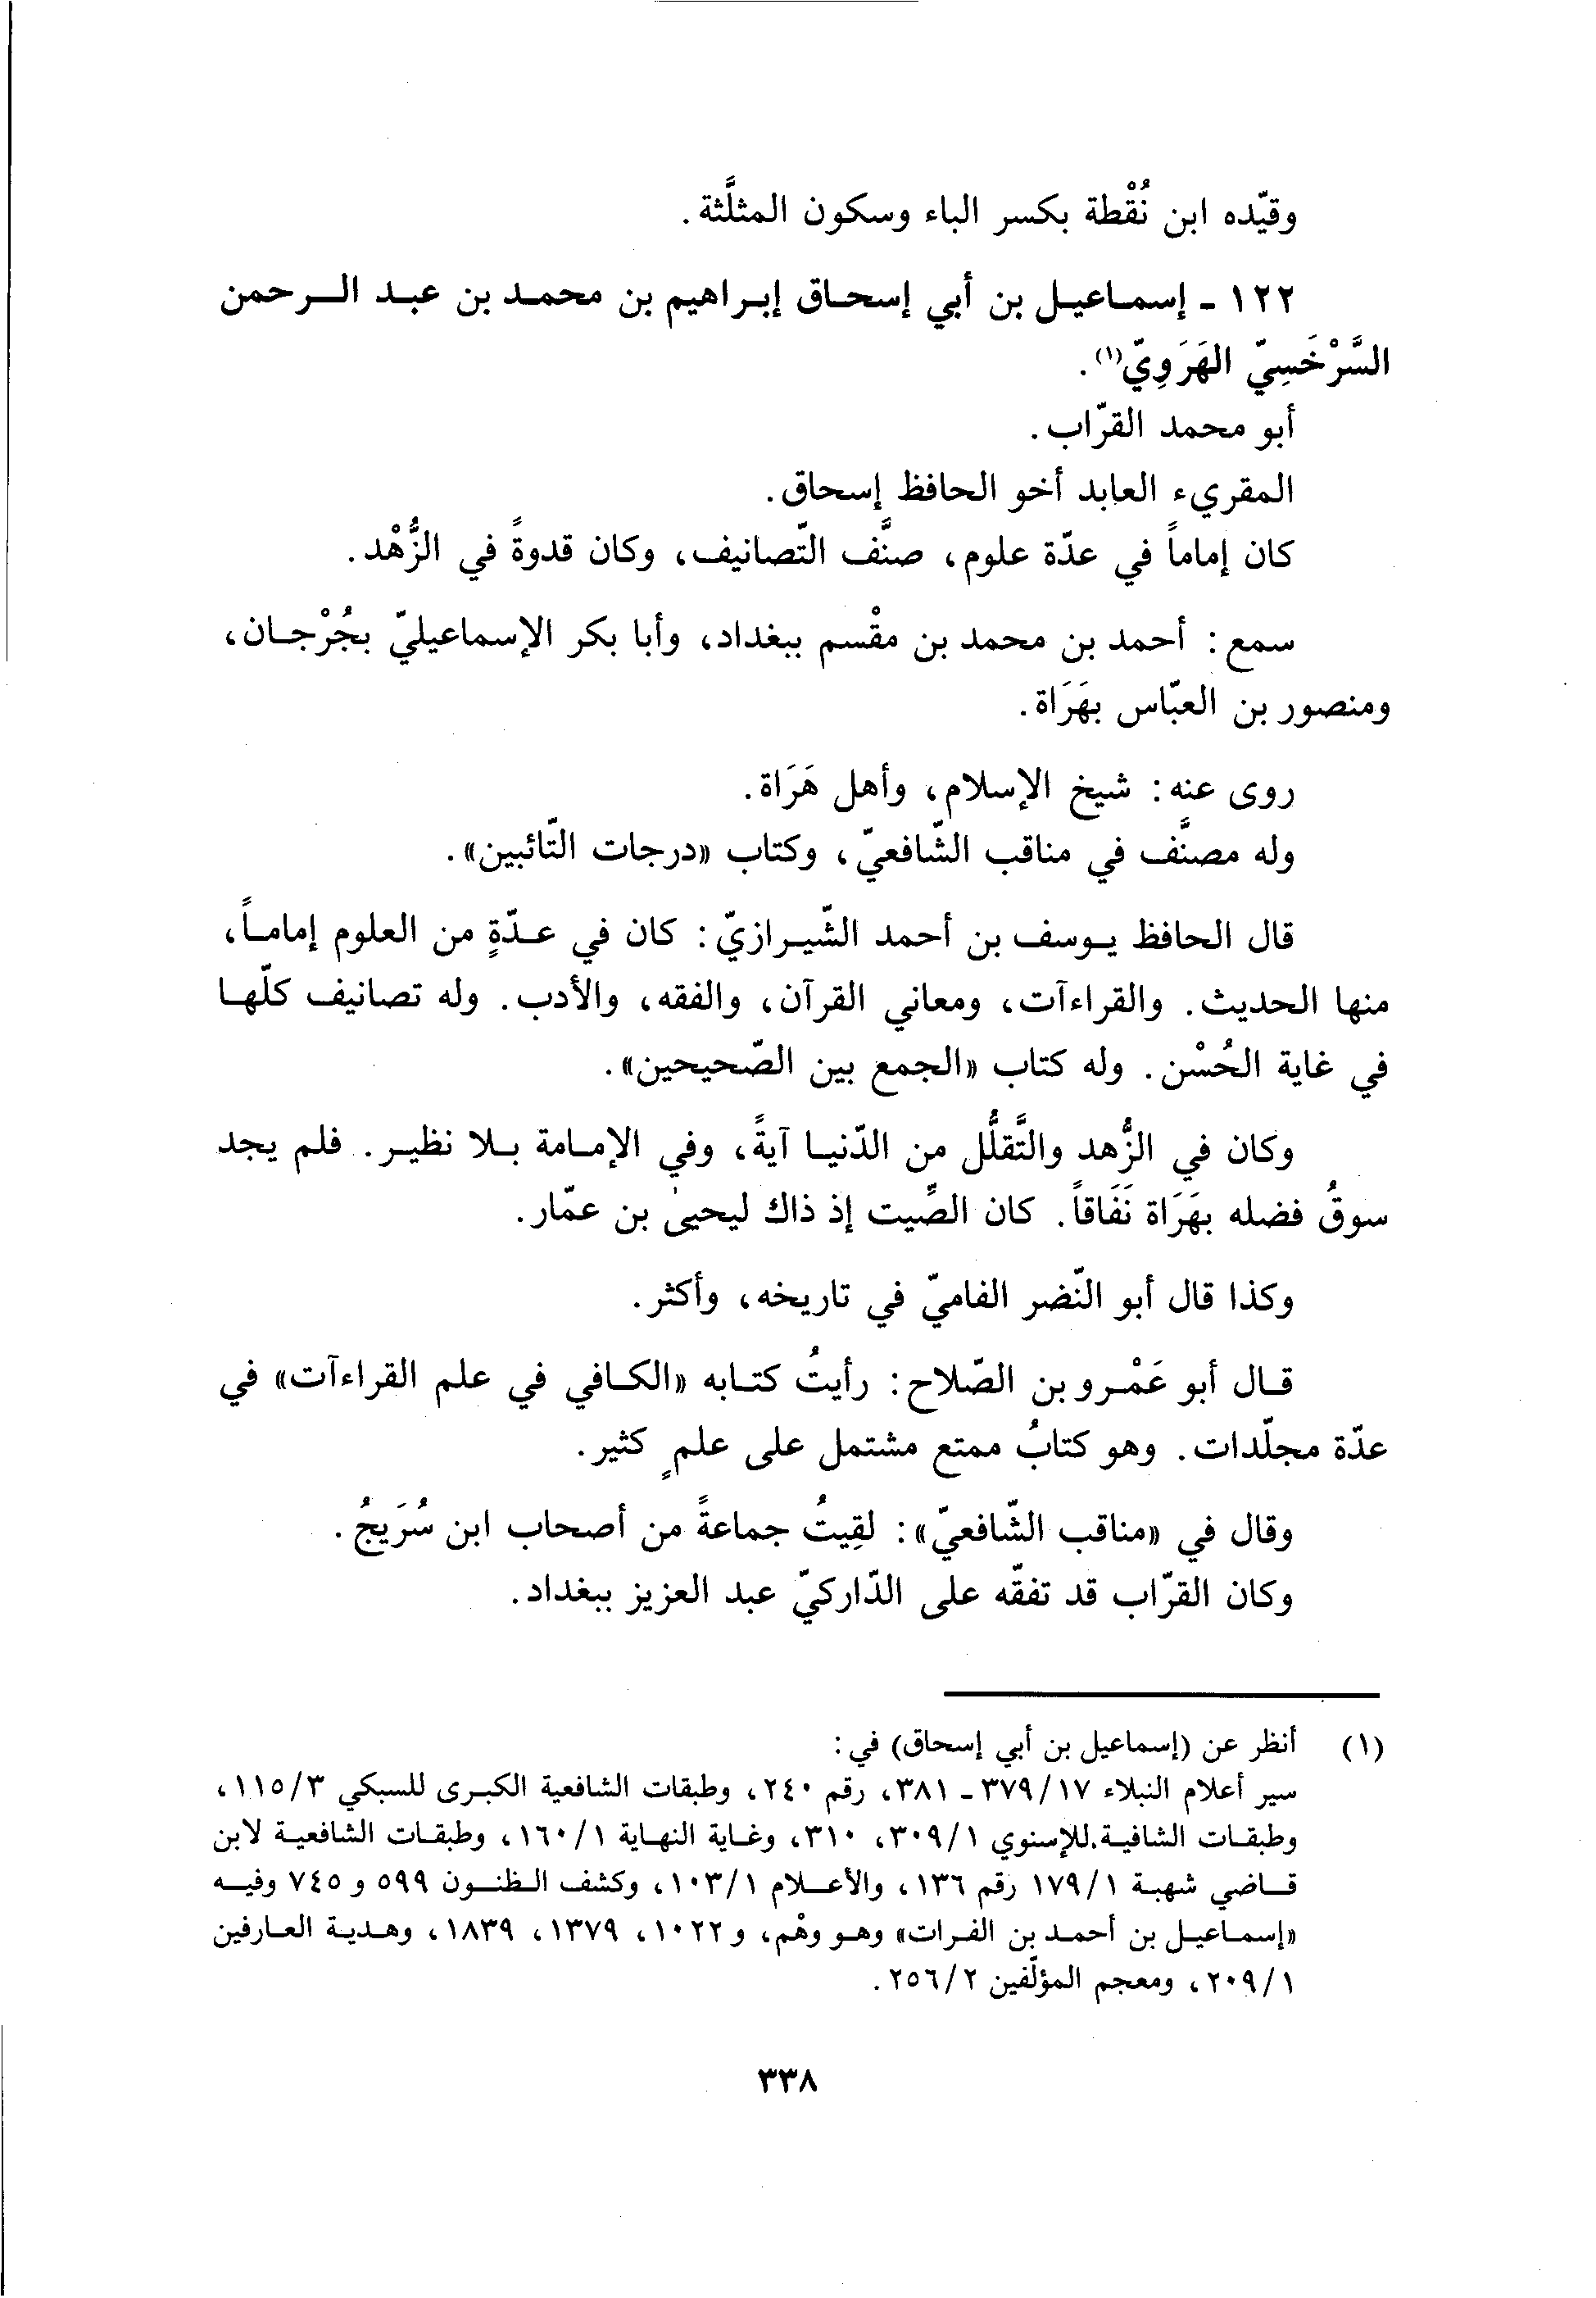 وقيّده ابن نُقْطة بكسر الباء وسكون المثلَّثة.
١٢٢ - إسماعيل بن أبي إسحاق إبراهيم بن محمد بن عبد الرحمن
السَّرْخَسِيّ الهَرَوِيّ(١).
أبو محمد القرّاب.
المقريء العابد أخو الحافظ إسحاق.
كان إماماً في عدّة علوم، صنَّف التّصانيف، وكان قدوةً في الزُّهْد.
سمع: أحمد بن محمد بن مقْسم ببغداد، وأبا بكر الإسماعيليّ بجُرْجان،
ومنصور بن العبّاس بهَرَاة.
روى عنه: شيخ الإسلام، وأهل هَرَاة.
وله مصنَّف في مناقب الشّافعيّ، وكتاب «درجات التّائبين».
قال الحافظ يوسف بن أحمد الشّيرازيّ: كان في عدّةٍ من العلوم إماماً،
منها الحديث. والقراءآت، ومعاني القرآن، والفقه، والأدب. وله تصانيف كلّها
في غاية الحُسْن. وله كتاب «الجمع بين الصّحيحين».
وكان في الزُّهد والتَّقلُّل من الدّنيا آيةً، وفي الإمامة بلا نظير. فلم يجد
سوقُ فضله بهَرَاة نَفَاقاً. كان الصِّيت إذ ذاك ليحيىٰ بن عمّار.
وكذا قال أبو النّضر الفاميّ في تاريخه، وأكثر.
قال أبو عَمْرو بن الصّلاح: رأيتُ كتابه «الكافي في علم القراءآت» في
عدّة مجلّدات. وهو كتابُ ممتع مشتمل على علمٍ كثير.
وقال في «مناقب الشّافعيّ»: لقِيتُ جماعةً من أصحاب ابن سُرَيجُ.
وكان القرّاب قد تفقّه على الدّاركيّ عبد العزيز ببغداد.
(١) أنظر عن (إسماعيل بن أبي إسحاق) في:
سير أعلام النبلاء ١٧/٣٧٩ - ٣٨١، رقم ٢٤٠، وطبقات الشافعية الكبرى للسبكي ٣/١١٥،
وطبقات الشافية.للإسنوي ١/٣٠٩، ٣١٠، وغاية النهاية ١/١٦٠، وطبقات الشافعية لابن
قاضي شهبة ١/١٧٩ رقم ١٣٦، والأعلام ١/١٠٣، وكشف الظنون ٥٩٩ و ٧٤٥ وفيه
«إسماعيل بن أحمد بن الفرات» وهو وهْم، و ١٠٢٢، ١٣٧٩، ١٨٣٩، وهدية العارفين
١/٢٠٩، ومعجم المؤلّفين ٢/٢٥٦.
٣٣٨